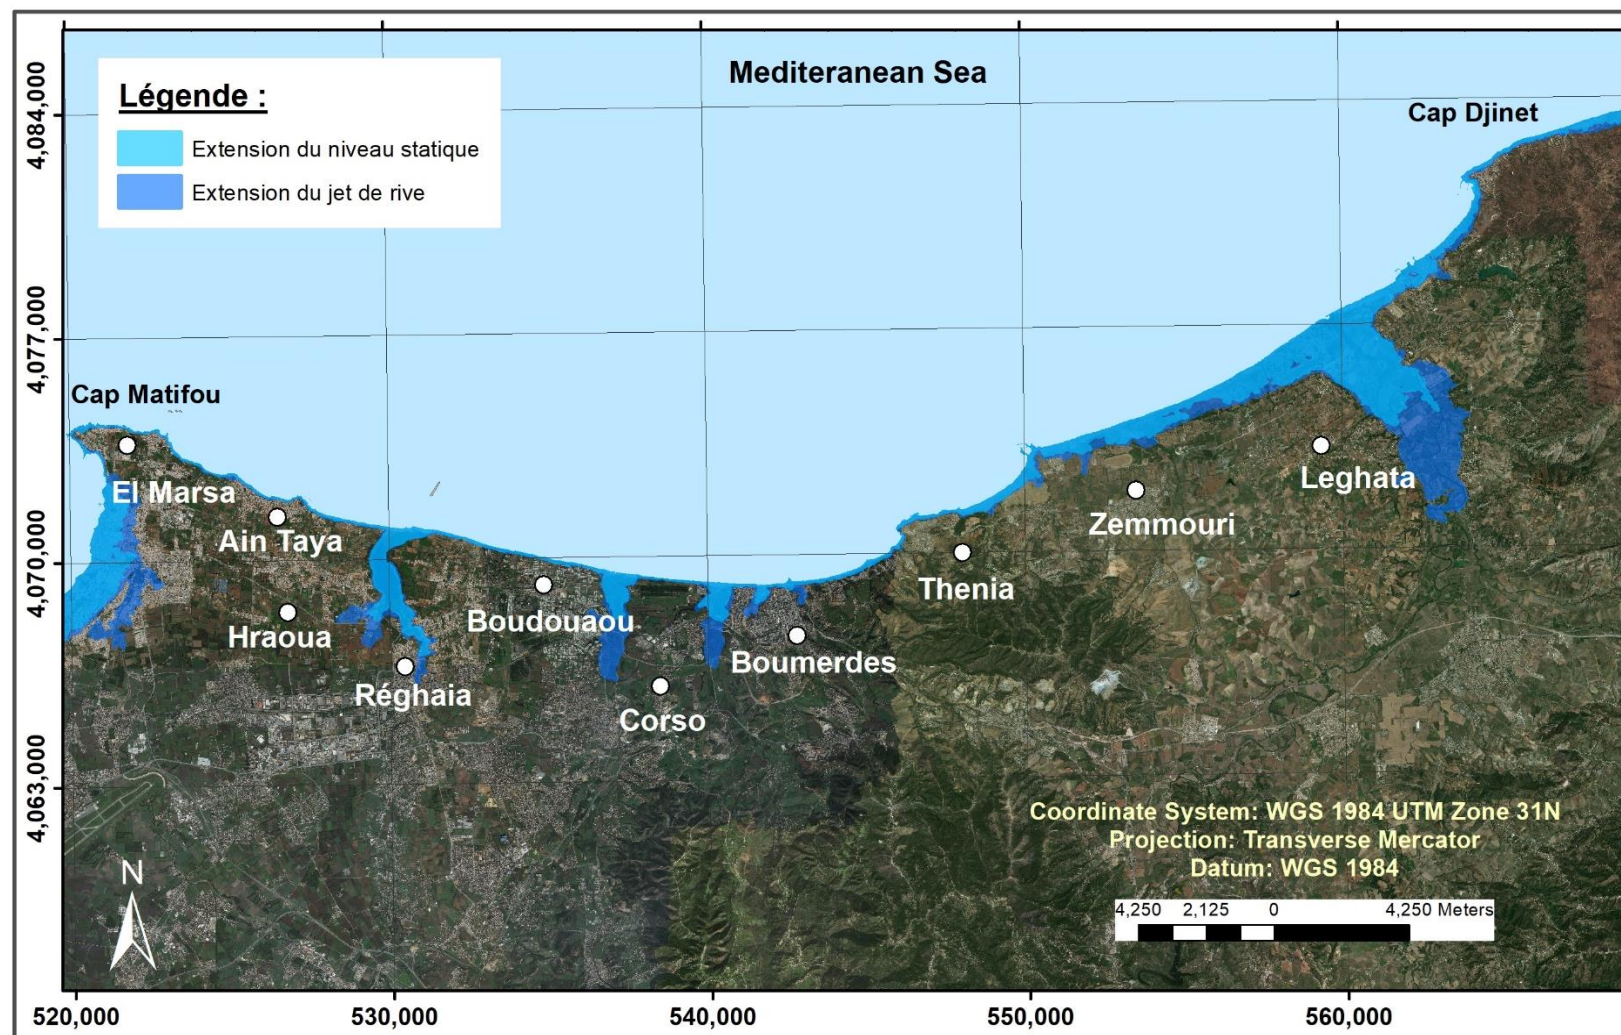 Mediteranean Sea
Légende :
Extension du niveau statique
Extension du jet de rive
Cap Djinet
Cap Matifou
El Marsa
Ain Taya
Hraoua
Réghaia
Boudouaou
Corso
Boumerdes
Thenia
Zemmouri
Leghata
4,084,000
4,077,000
4,070,000
4,063,000
Coordinate System: WGS 1984 UTM Zone 31N
Projection: Transverse Mercator
Datum: WGS 1984
N
4,250 2,125 0 4,250 Meters
520,000 530,000 540,000 550,000 560,000